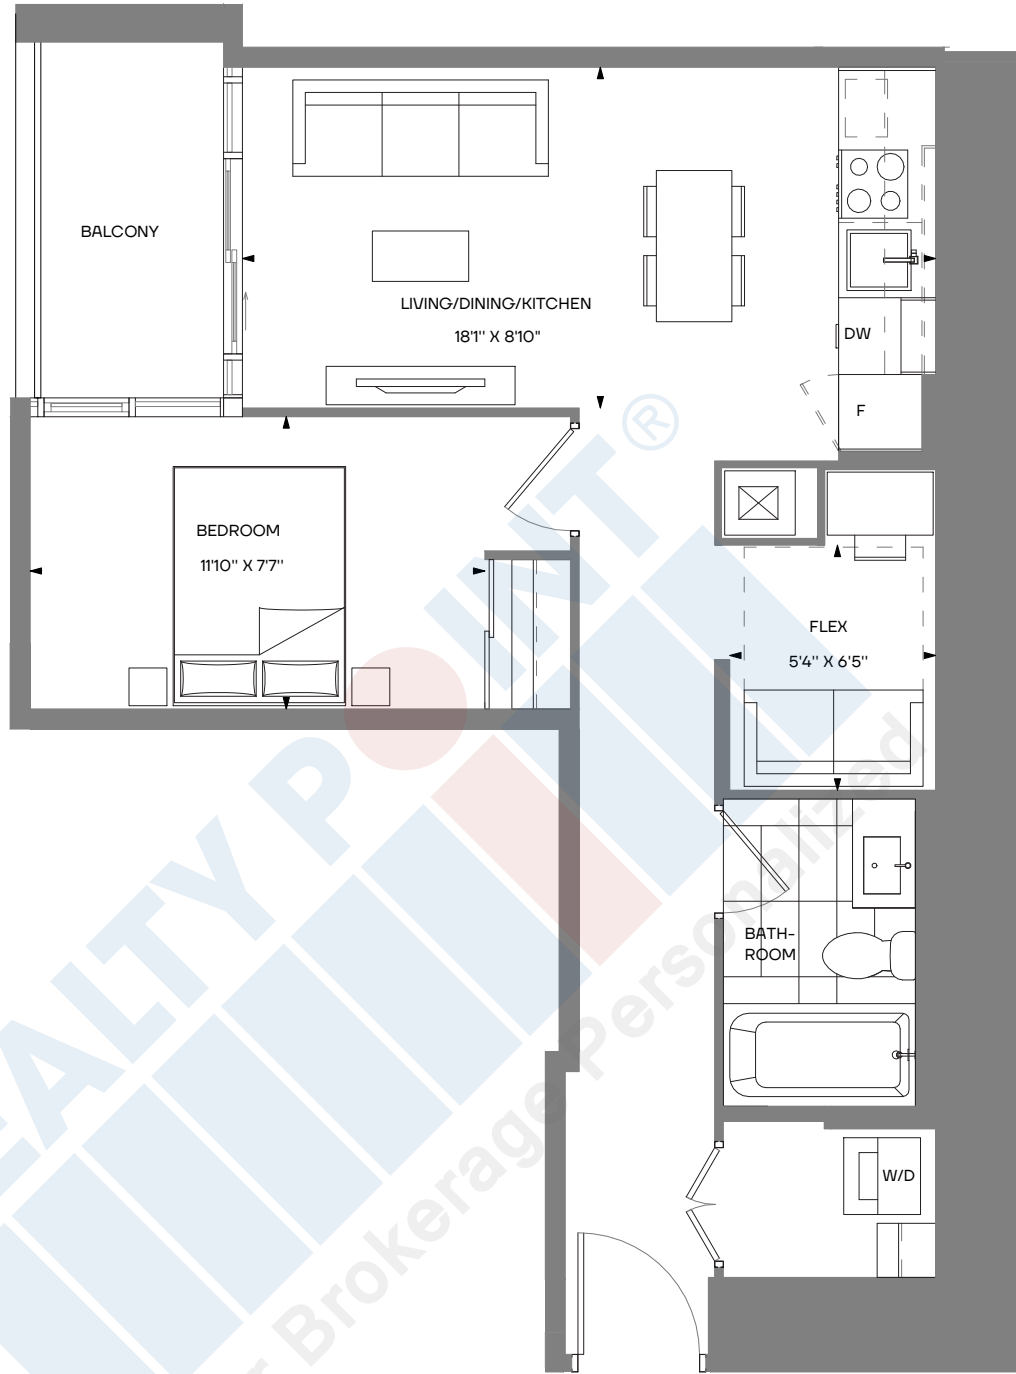 BALCONY
LIVING/DINING/KITCHEN
18'1" X 8'10"
DW
F
BEDROOM
11'10" X 7'7"
FLEX
5'4" X 6'5"
BATH-
ROOM
W/D
EALTY POINT®
r Brokerage Personalized